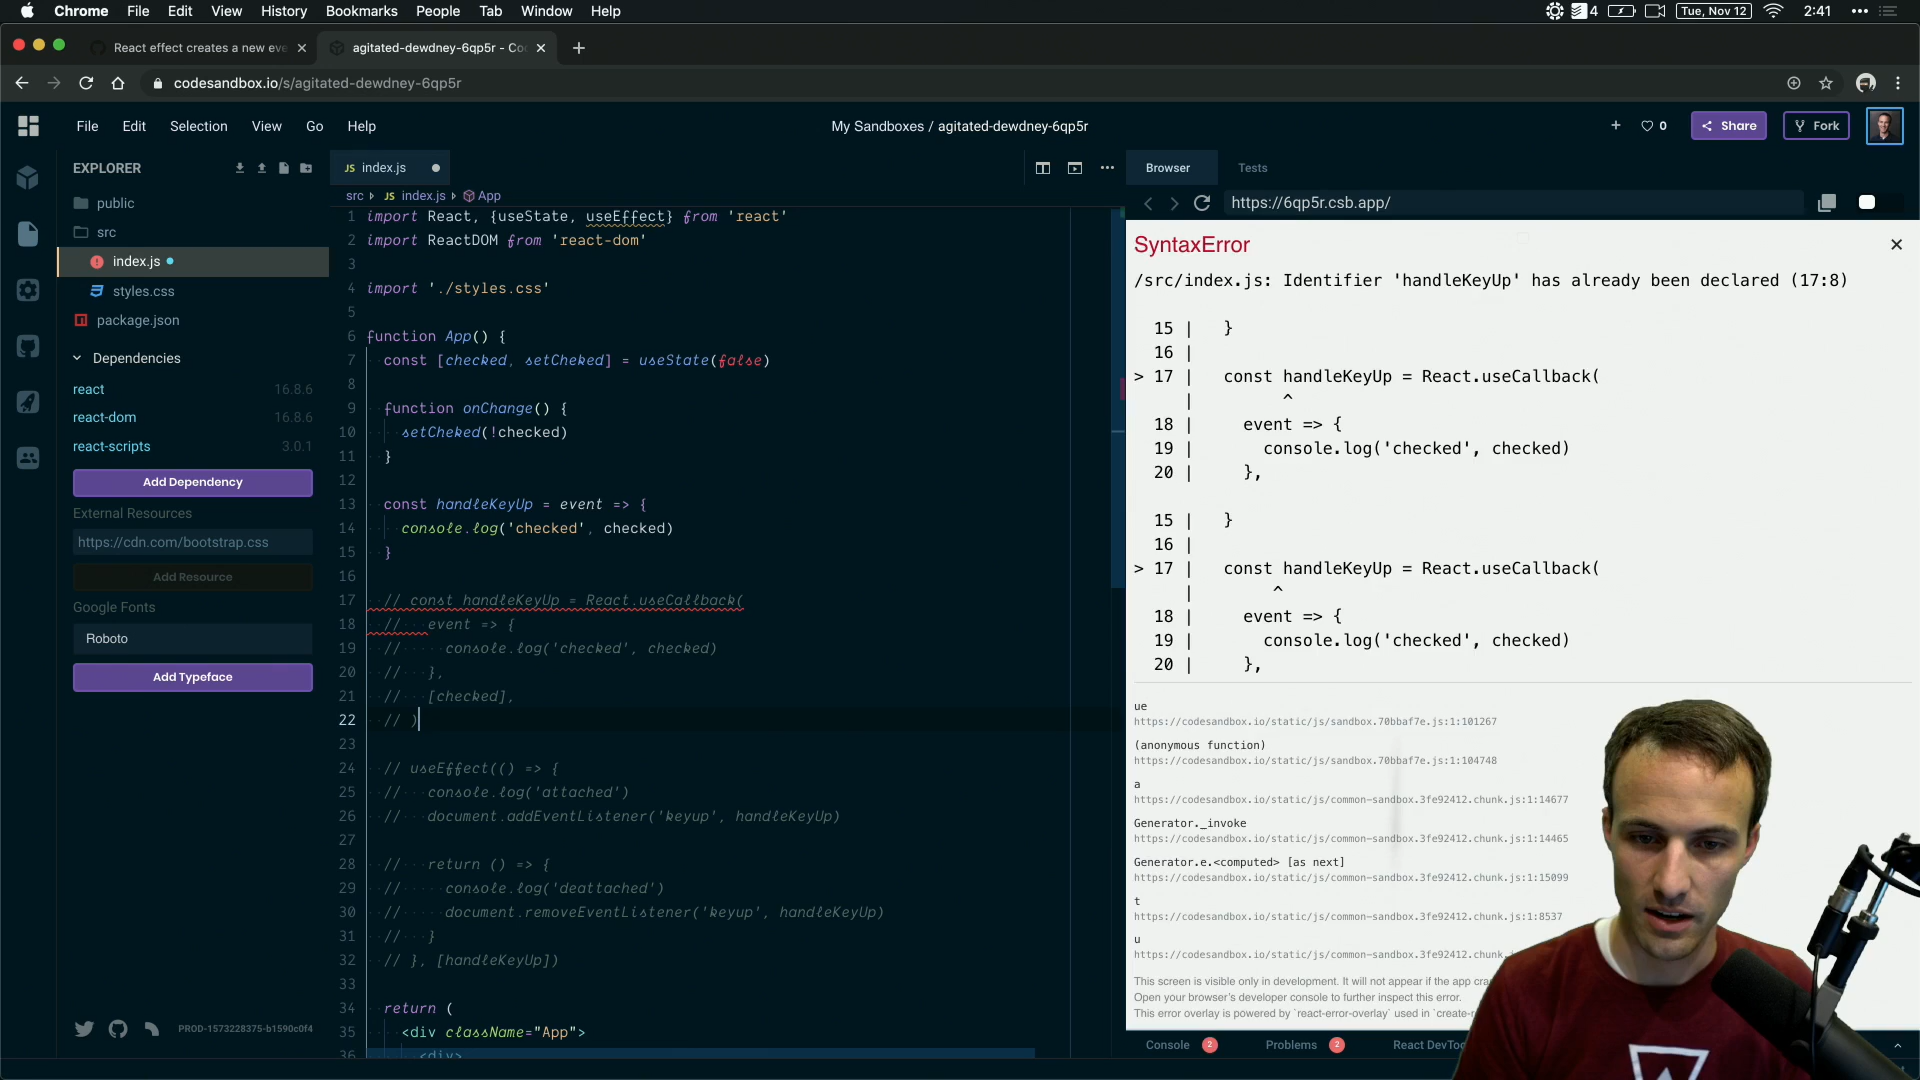 Chrome File Edit View History Bookmarks People Tab Window Help
4 Tue, Nov 12 2:41
React effect creates a new eve
agitated-dewdney-6qp5r - Co
codesandbox.io/s/agitated-dewdney-6qp5r
File Edit Selection View Go Help
My Sandboxes / agitated-dewdney-6qp5r
0 Share Fork
EXPLORER
public
src
index.js
styles.css
package.json
Dependencies
react 16.8.6
react-dom 16.8.6
react-scripts 3.0.1
Add Dependency
External Resources
https://cdn.com/bootstrap.css
Add Resource
Google Fonts
Roboto
Add Typeface
PROD-1573228375-b1590c0f4
JS index.js
src JS index.js App
1 import React, {useState, useEffect} from 'react'
2 import ReactDOM from 'react-dom'
3
4 import './styles.css'
5
6 function App() {
7 const [checked, setCheked] = useState(false)
8
9 function onChange() {
10 setCheked(!checked)
11 }
12
13 const handleKeyUp = event => {
14 console.log('checked', checked)
15 }
16
17 // const handleKeyUp = React.useCallback(
18 // event => {
19 // console.log('checked', checked)
20 // },
21 // [checked],
22 // )
23
24 // useEffect(() => {
25 // console.log('attached')
26 // document.addEventListener('keyup', handleKeyUp)
27
28 // return () => {
29 // console.log('deattached')
30 // document.removeEventListener('keyup', handleKeyUp)
31 // }
32 // }, [handleKeyUp])
33
34 return (
35 <div className="App">
36 <div>
Browser Tests
https://6qp5r.csb.app/
SyntaxError
/src/index.js: Identifier 'handleKeyUp' has already been declared (17:8)
15 | }
16 |
> 17 | const handleKeyUp = React.useCallback(
| ^
18 | event => {
19 | console.log('checked', checked)
20 | },
15 | }
16 |
> 17 | const handleKeyUp = React.useCallback(
| ^
18 | event => {
19 | console.log('checked', checked)
20 | },
ue
https://codesandbox.io/static/js/sandbox.70bbaf7e.js:1:101267
(anonymous function)
https://codesandbox.io/static/js/sandbox.70bbaf7e.js:1:104748
a
https://codesandbox.io/static/js/common-sandbox.3fe92412.chunk.js:1:14677
Generator._invoke
https://codesandbox.io/static/js/common-sandbox.3fe92412.chunk.js:1:14465
Generator.e.<computed> [as next]
https://codesandbox.io/static/js/common-sandbox.3fe92412.chunk.js:1:15099
t
https://codesandbox.io/static/js/common-sandbox.3fe92412.chunk.js:1:8537
u
https://codesandbox.io/static/js/common-sandbox.3fe92412.chunk.
This screen is visible only in development. It will not appear if the app cra
Open your browser's developer console to further inspect this error.
This error overlay is powered by `react-error-overlay` used in `create-r
Console 2 Problems 2 React DevToo